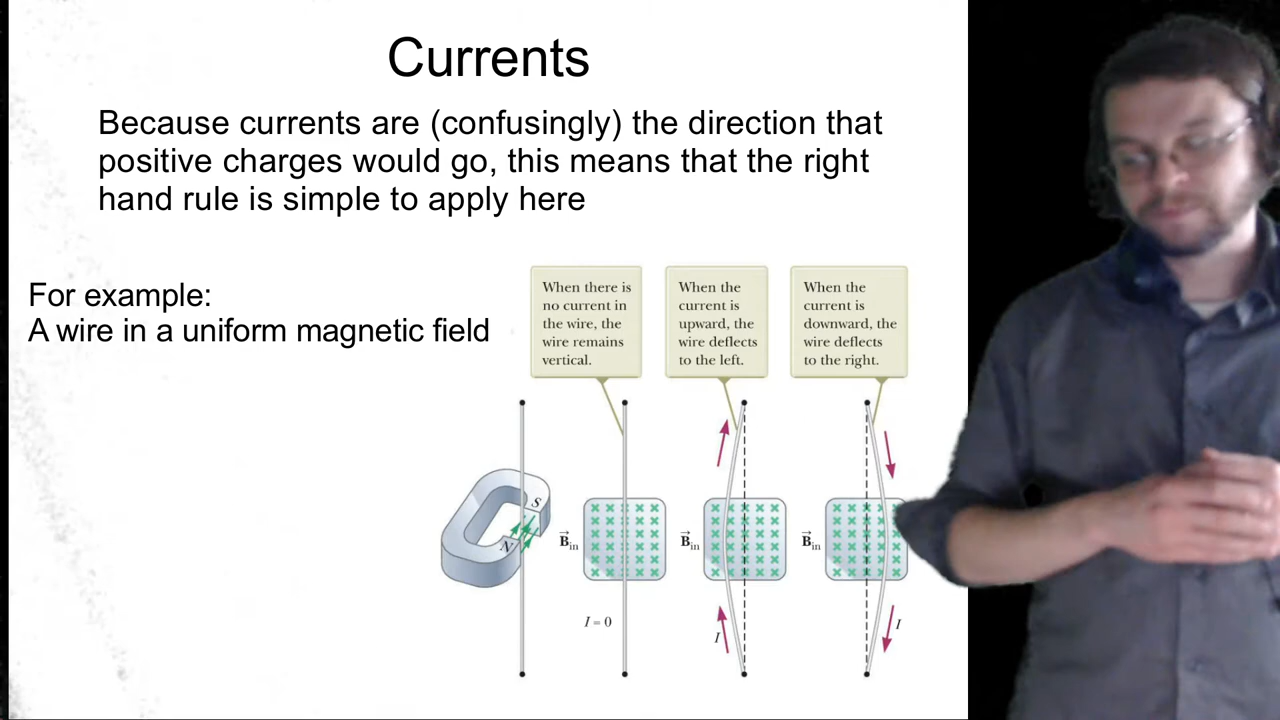 Currents
Because currents are (confusingly) the direction that
positive charges would go, this means that the right
hand rule is simple to apply here
For example:
A wire in a uniform magnetic field
When there is
no current in
the wire, the
wire remains
vertical.
When the
current is
upward, the
wire deflects
to the left.
When the
current is
downward, the
wire deflects
to the right.
S
N
B⃗in
B⃗in
B⃗in
I = 0
I
I